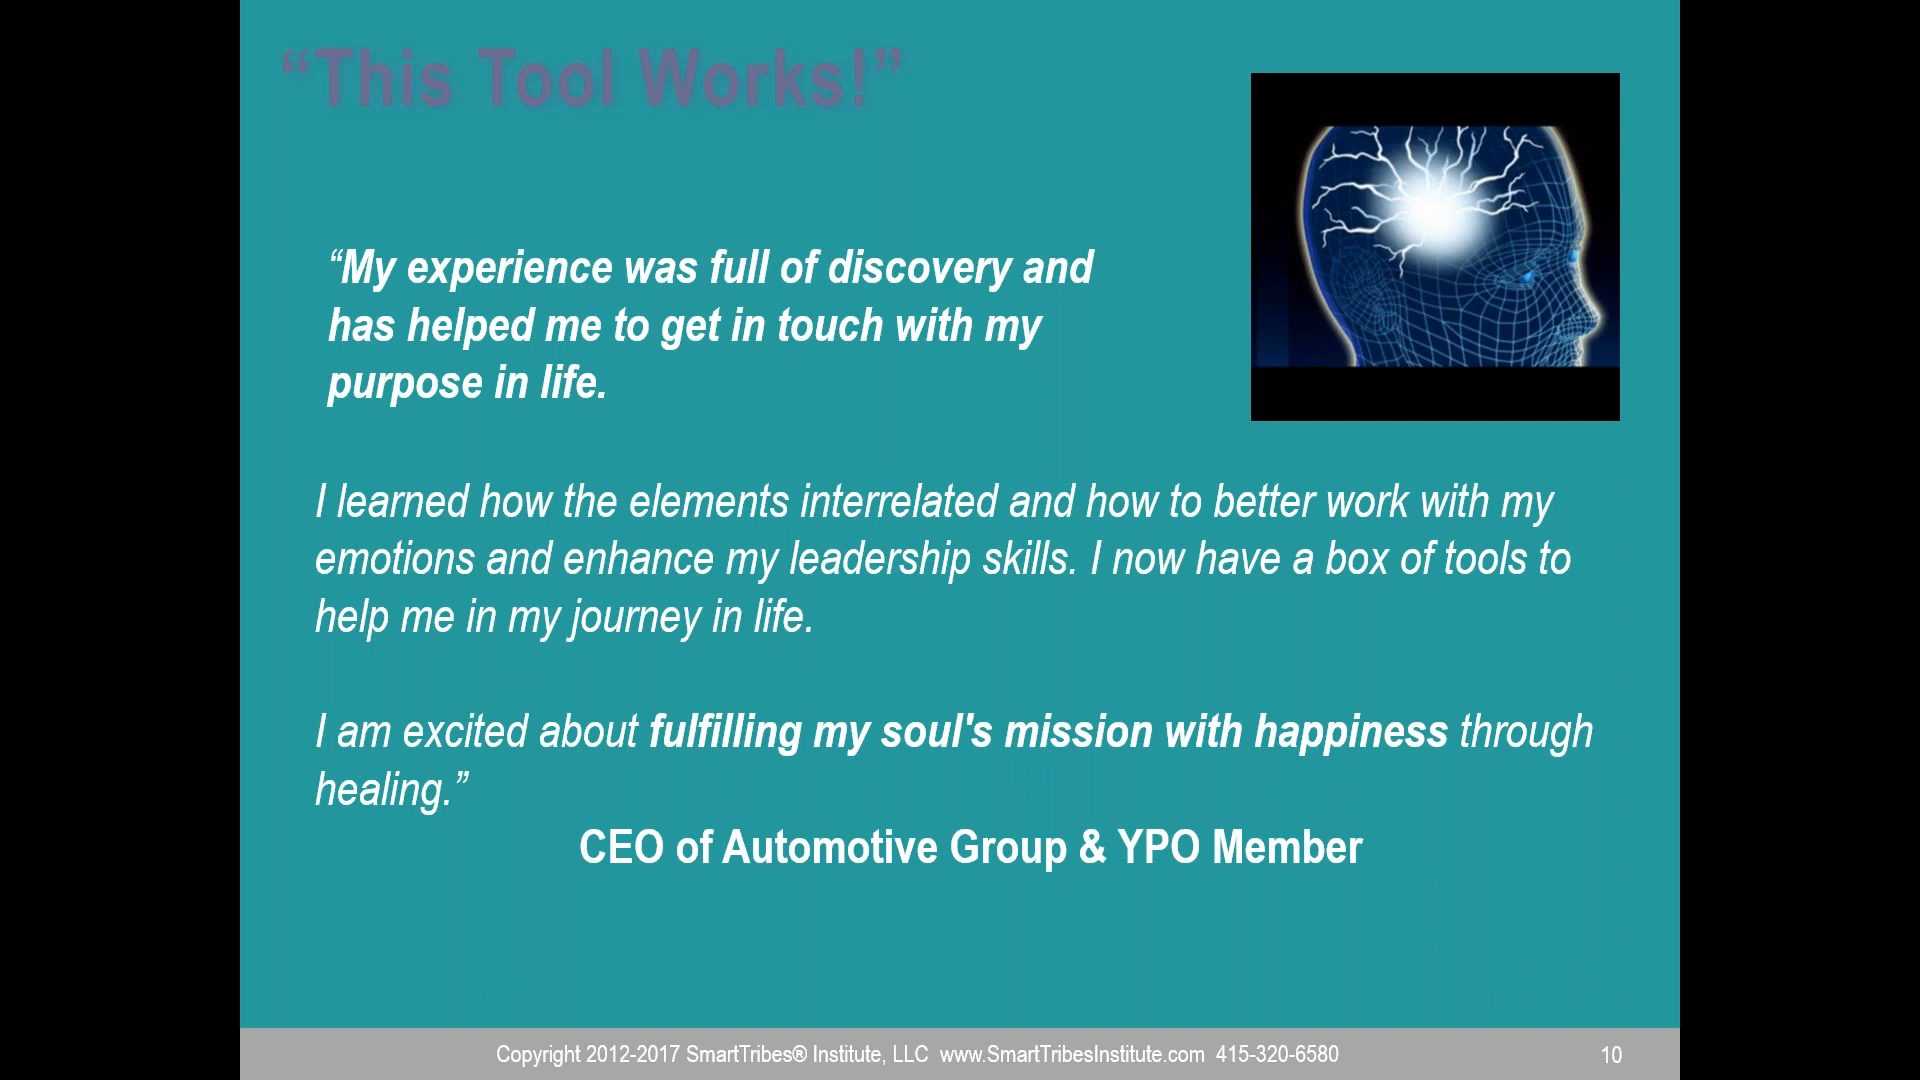 “This Tool Works!”
“My experience was full of discovery and
has helped me to get in touch with my
purpose in life.
I learned how the elements interrelated and how to better work with my
emotions and enhance my leadership skills. I now have a box of tools to
help me in my journey in life.
I am excited about fulfilling my soul's mission with happiness through
healing.”
CEO of Automotive Group & YPO Member
Copyright 2012-2017 SmartTribes® Institute, LLC  www.SmartTribesInstitute.com  415-320-6580
10